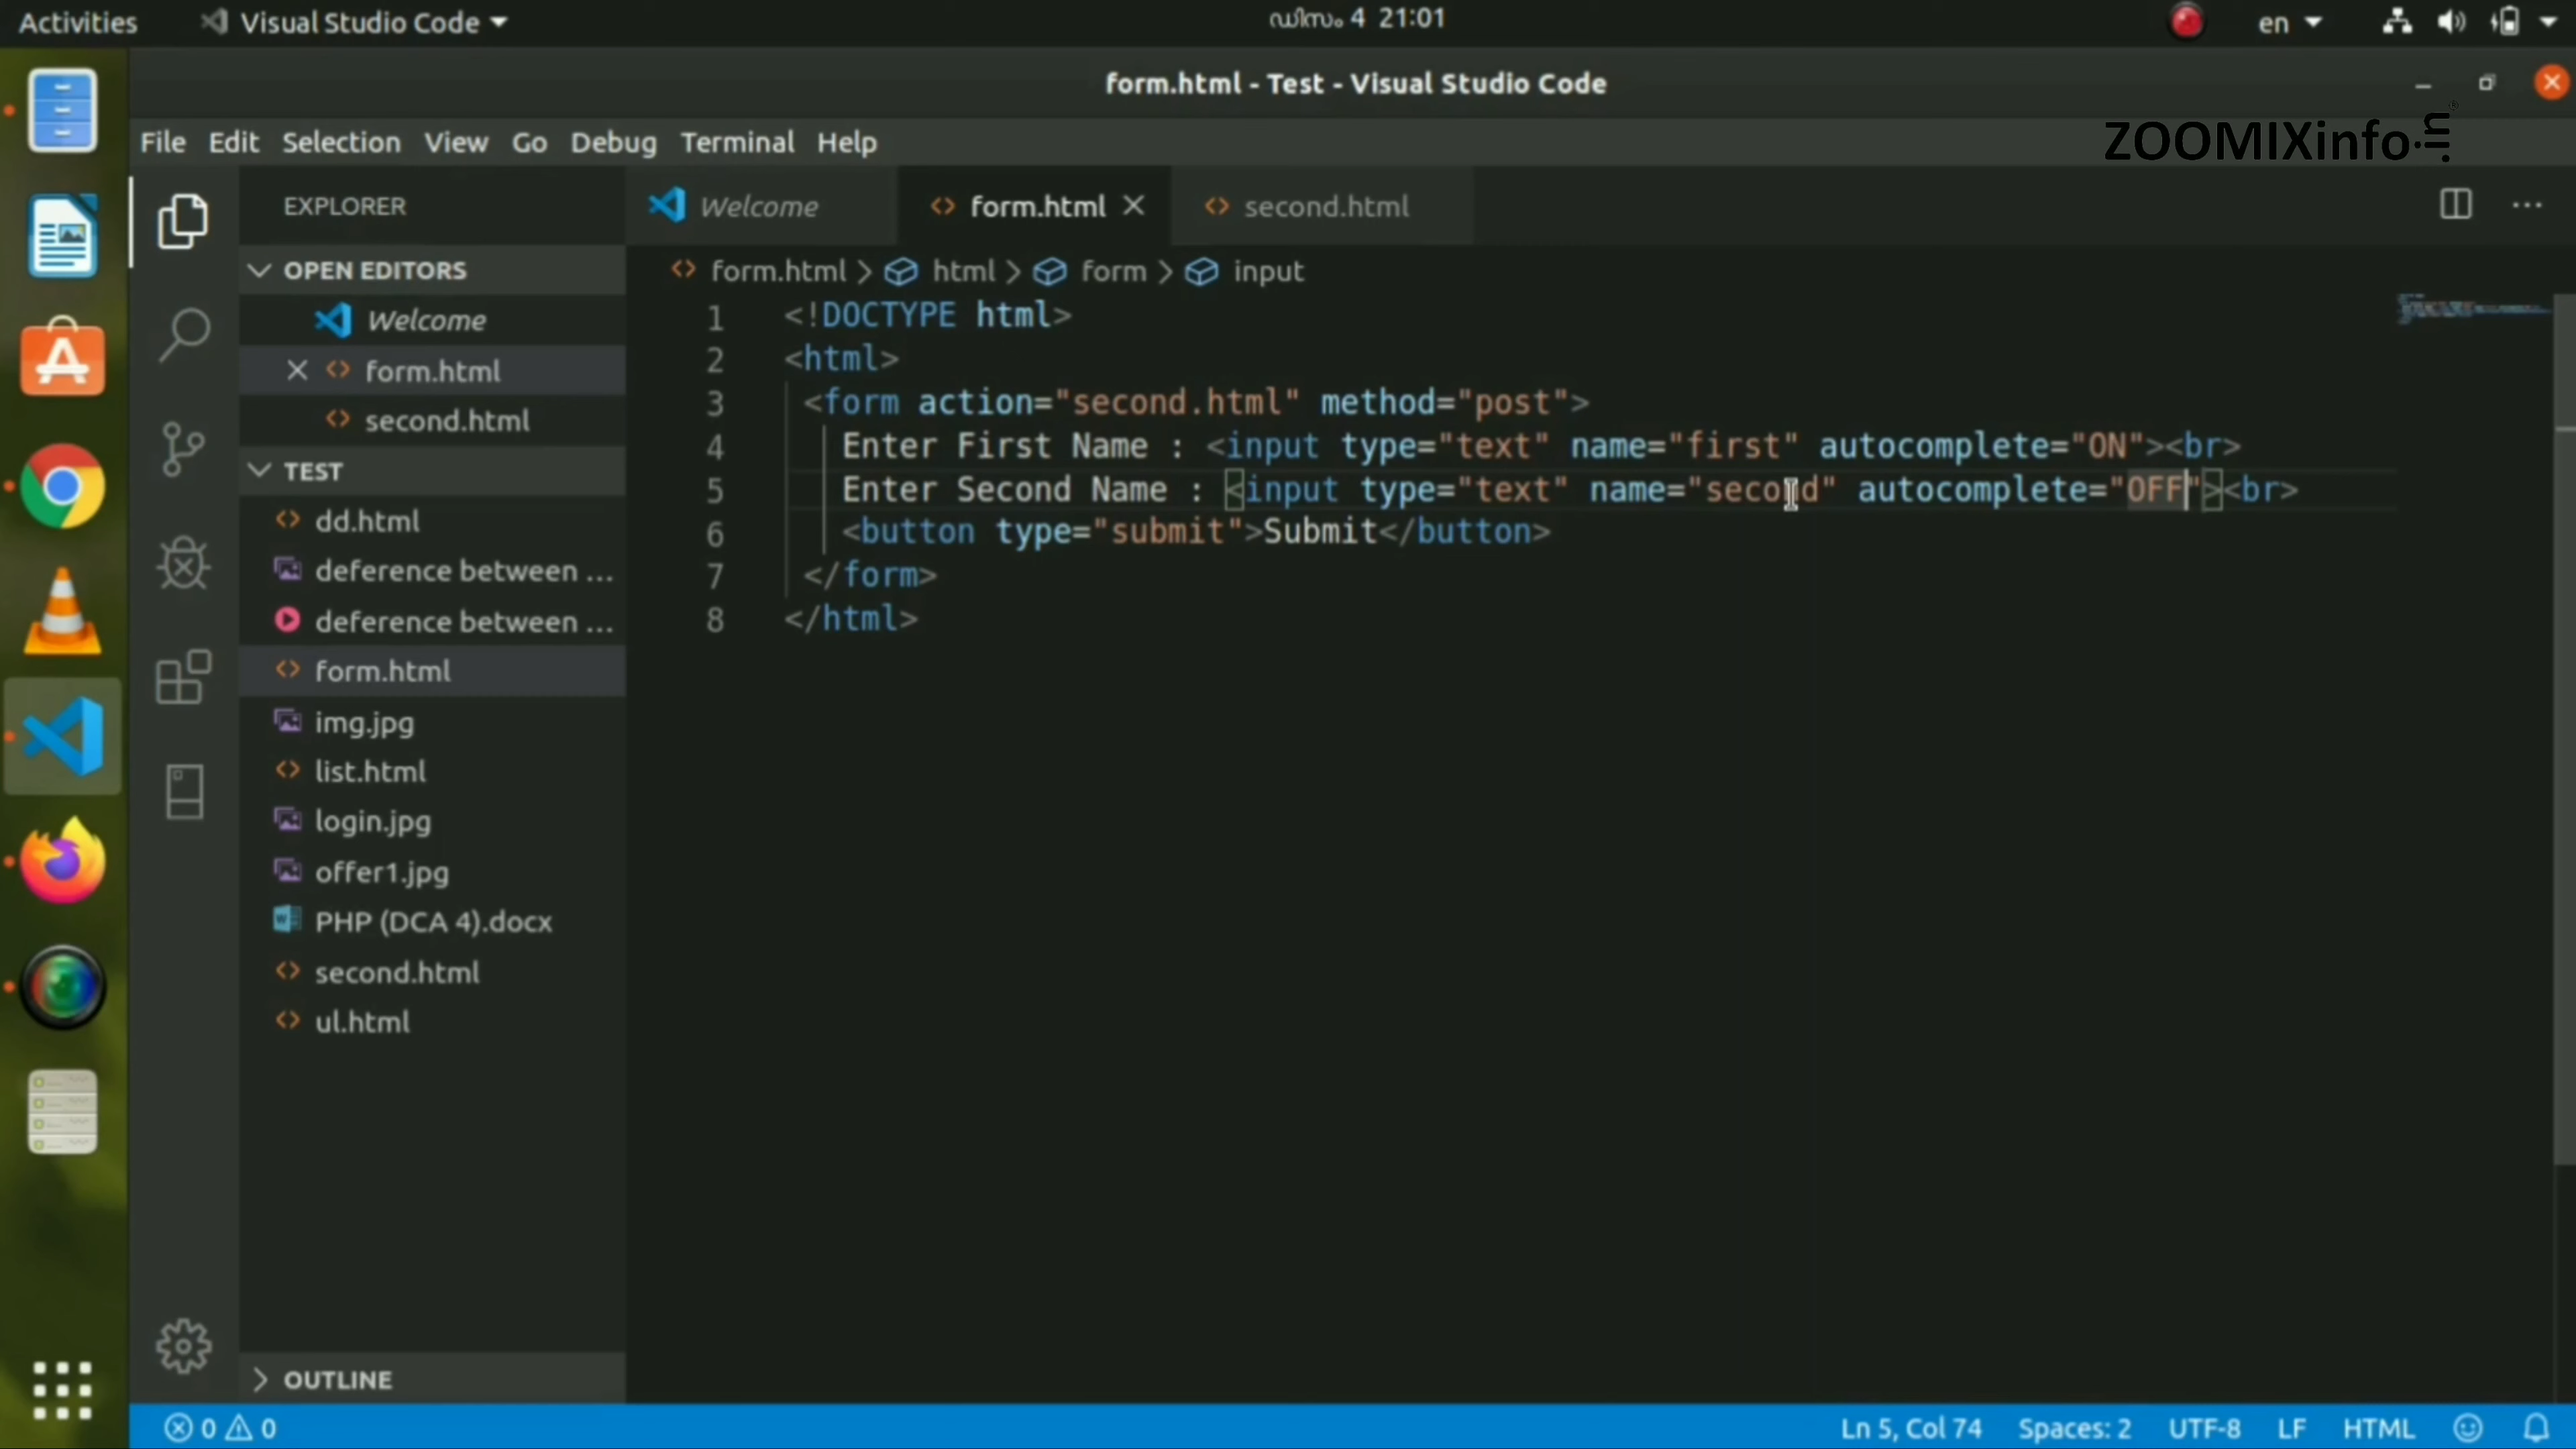 Activities
Visual Studio Code
ഡിസം 4 21:01
en
form.html - Test - Visual Studio Code
File Edit Selection View Go Debug Terminal Help
ZOOMIXinfo.in
EXPLORER
OPEN EDITORS
Welcome
form.html
second.html
TEST
dd.html
deference between ...
deference between ...
form.html
img.jpg
list.html
login.jpg
offer1.jpg
PHP (DCA 4).docx
second.html
ul.html
OUTLINE
Welcome form.html second.html
form.html > html > form > input
1 <!DOCTYPE html>
2 <html>
3 <form action="second.html" method="post">
4 Enter First Name : <input type="text" name="first" autocomplete="ON"><br>
5 Enter Second Name : <input type="text" name="second" autocomplete="OFF"><br>
6 <button type="submit">Submit</button>
7 </form>
8 </html>
0 0
Ln 5, Col 74 Spaces: 2 UTF-8 LF HTML